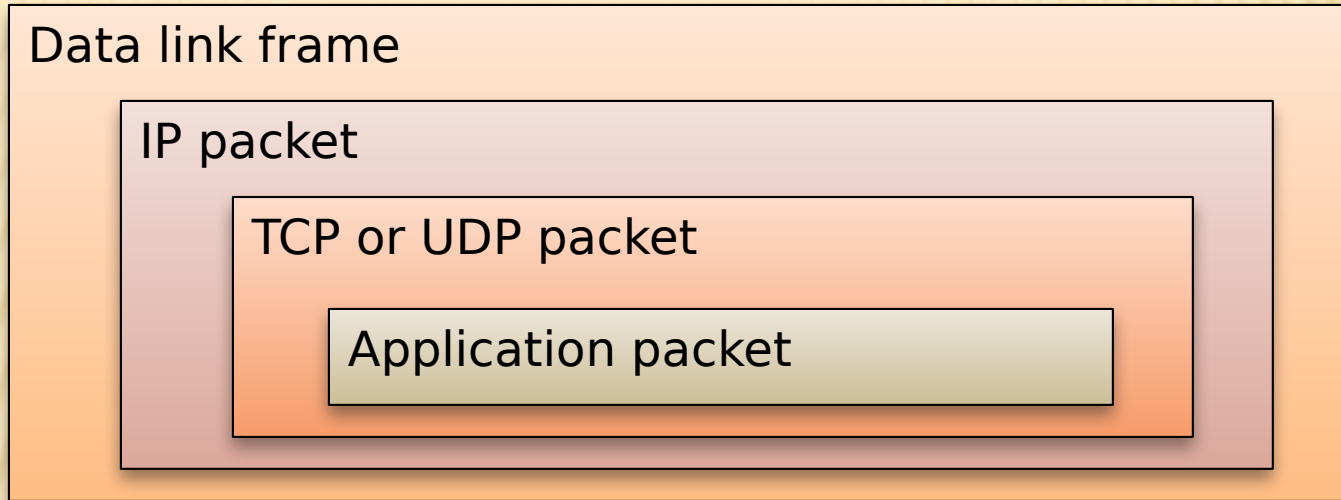 Data link frame
IP packet
TCP or UDP packet
Application packet